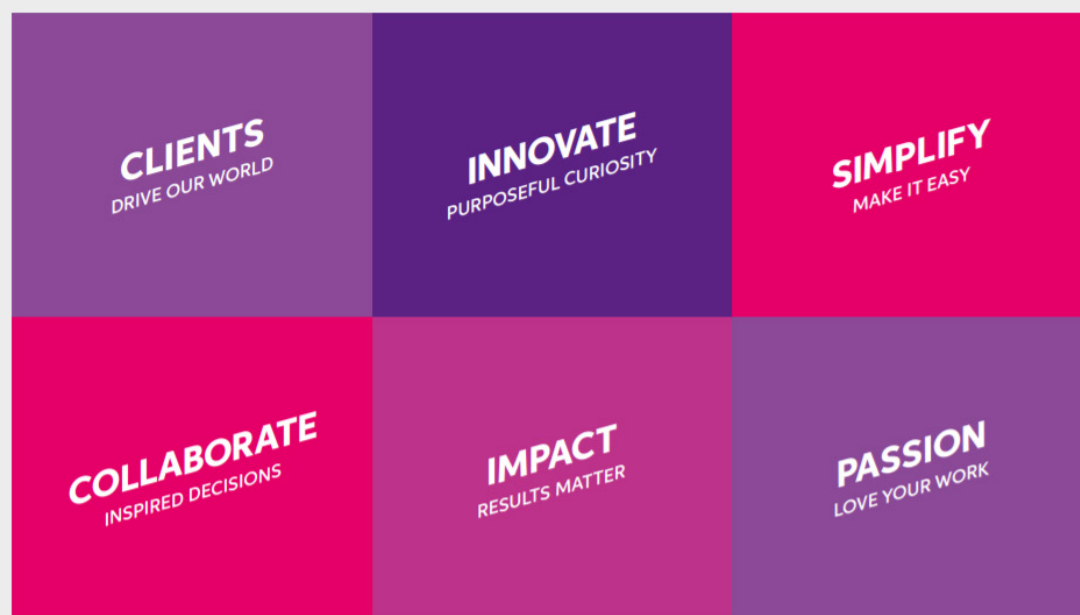 CLIENTS
DRIVE OUR WORLD
INNOVATE
PURPOSEFUL CURIOSITY
SIMPLIFY
MAKE IT EASY
COLLABORATE
INSPIRED DECISIONS
IMPACT
RESULTS MATTER
PASSION
LOVE YOUR WORK